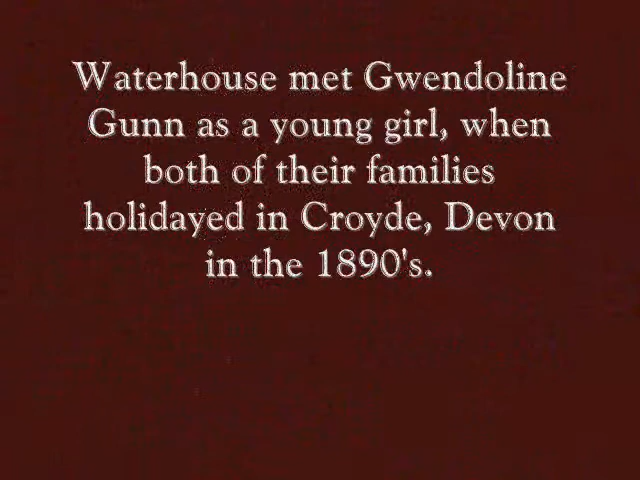 Waterhouse met Gwendoline
Gunn as a young girl, when
both of their families
holidayed in Croyde, Devon
in the 1890's.